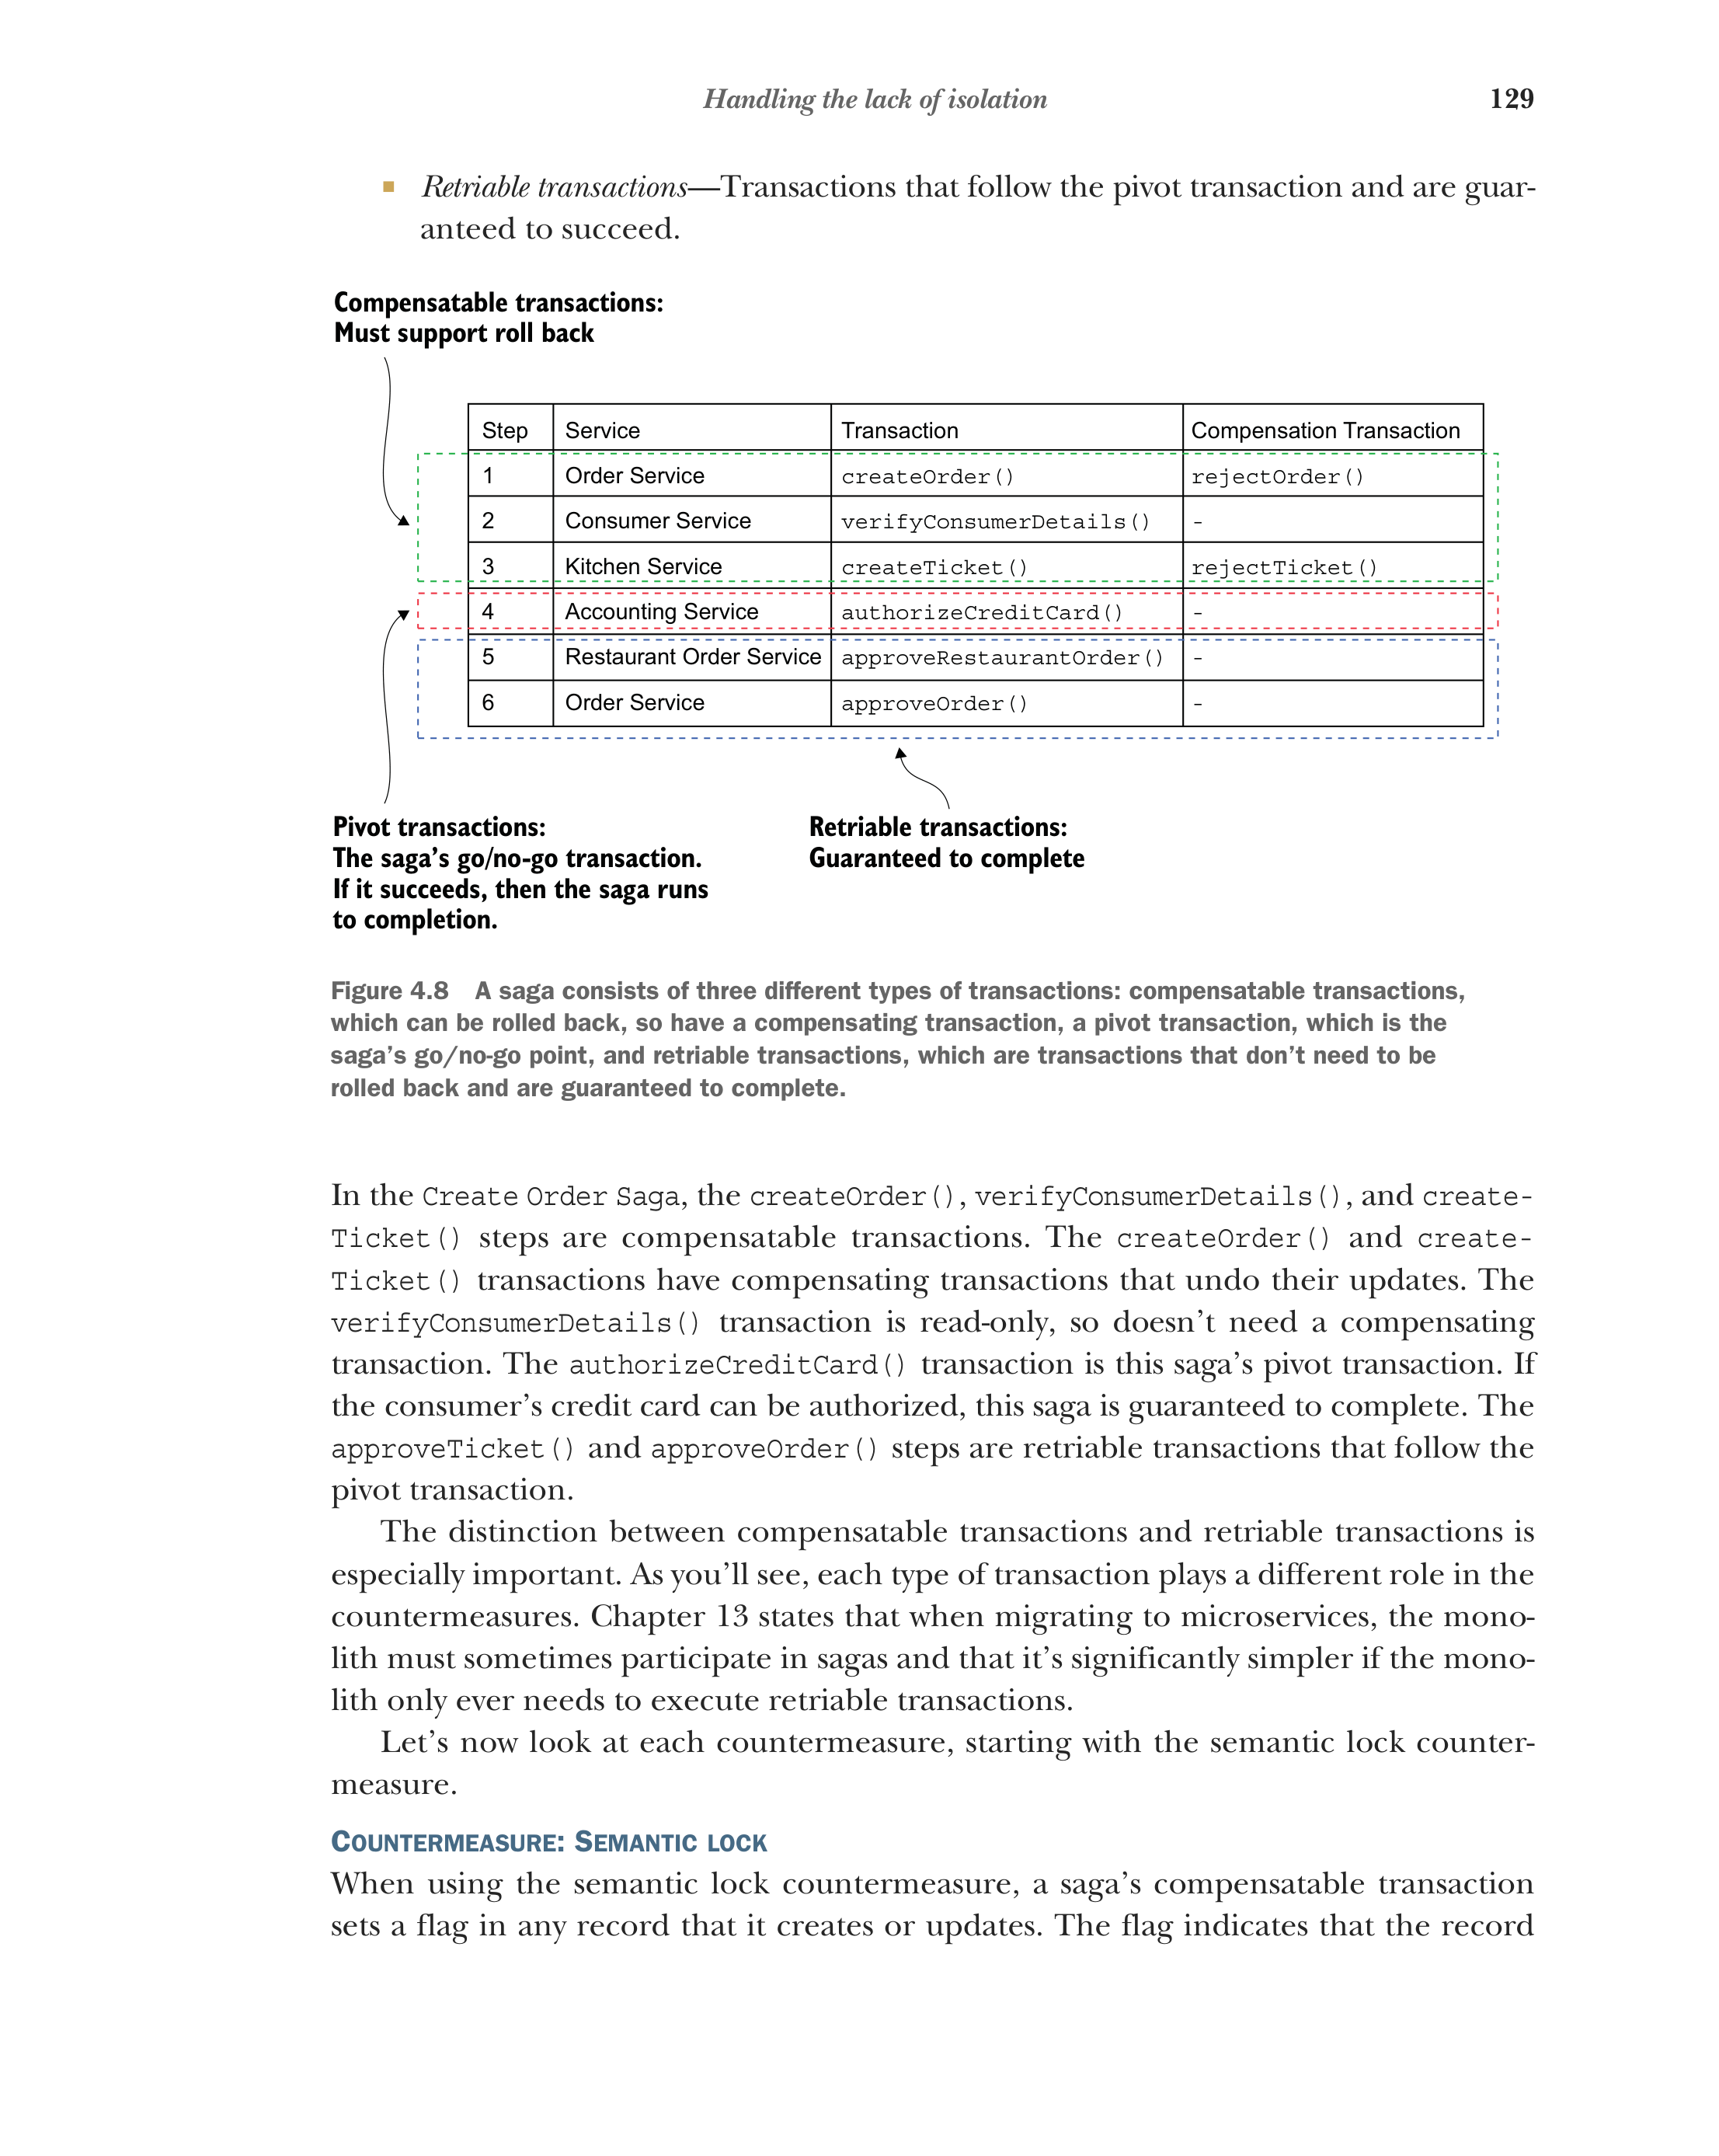 Handling the lack of isolation 129
■ Retriable transactions—Transactions that follow the pivot transaction and are guar-
anteed to succeed.
Compensatable transactions:
Must support roll back
Step Service Transaction Compensation Transaction
1 Order Service createOrder() rejectOrder()
2 Consumer Service verifyConsumerDetails() -
3 Kitchen Service createTicket() rejectTicket()
4 Accounting Service authorizeCreditCard() -
5 Restaurant Order Service approveRestaurantOrder() -
6 Order Service approveOrder() -
Pivot transactions:
The saga's go/no-go transaction.
If it succeeds, then the saga runs
to completion.
Retriable transactions:
Guaranteed to complete
Figure 4.8 A saga consists of three different types of transactions: compensatable transactions,
which can be rolled back, so have a compensating transaction, a pivot transaction, which is the
saga's go/no-go point, and retriable transactions, which are transactions that don't need to be
rolled back and are guaranteed to complete.
In the Create Order Saga, the createOrder(), verifyConsumerDetails(), and create-
Ticket() steps are compensatable transactions. The createOrder() and create-
Ticket() transactions have compensating transactions that undo their updates. The
verifyConsumerDetails() transaction is read-only, so doesn't need a compensating
transaction. The authorizeCreditCard() transaction is this saga's pivot transaction. If
the consumer's credit card can be authorized, this saga is guaranteed to complete. The
approveTicket() and approveOrder() steps are retriable transactions that follow the
pivot transaction.
The distinction between compensatable transactions and retriable transactions is
especially important. As you'll see, each type of transaction plays a different role in the
countermeasures. Chapter 13 states that when migrating to microservices, the mono-
lith must sometimes participate in sagas and that it's significantly simpler if the mono-
lith only ever needs to execute retriable transactions.
Let's now look at each countermeasure, starting with the semantic lock counter-
measure.
COUNTERMEASURE: SEMANTIC LOCK
When using the semantic lock countermeasure, a saga's compensatable transaction
sets a flag in any record that it creates or updates. The flag indicates that the record